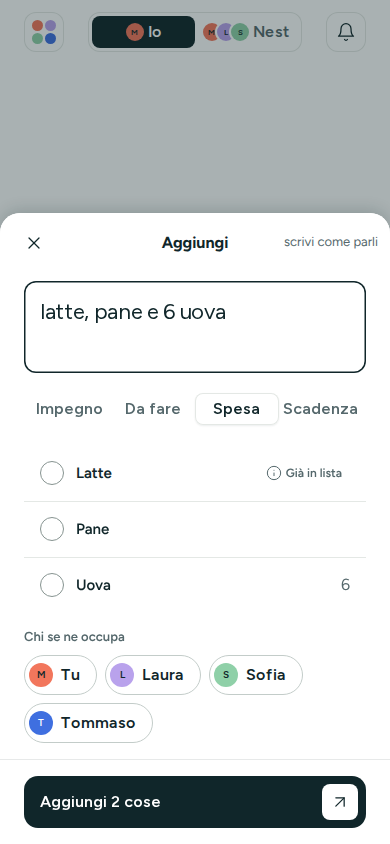 M Io M L S Nest
Aggiungi scrivi come parli
latte, pane e 6 uova
Impegno Da fare Spesa Scadenza
Latte Già in lista
Pane
Uova 6
Chi se ne occupa
M Tu L Laura S Sofia
T Tommaso
Aggiungi 2 cose